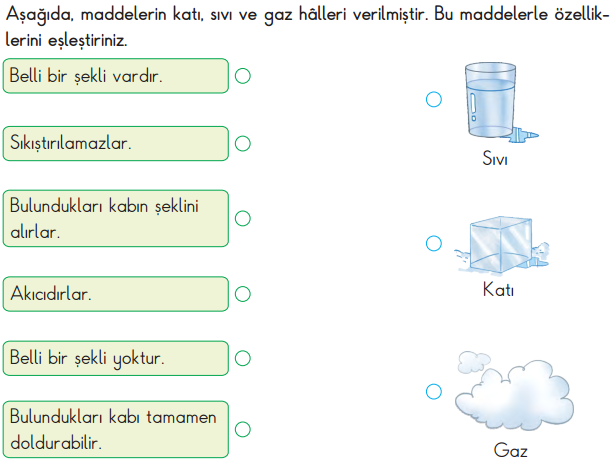 Aşağıda, maddelerin katı, sıvı ve gaz hâlleri verilmiştir. Bu maddelerle özellik-
lerini eşleştiriniz.
Belli bir şekli vardır.
Sıkıştırılamazlar.
Bulundukları kabın şeklini
alırlar.
Akıcıdırlar.
Belli bir şekli yoktur.
Bulundukları kabı tamamen
doldurabilir.
Sıvı
Katı
Gaz